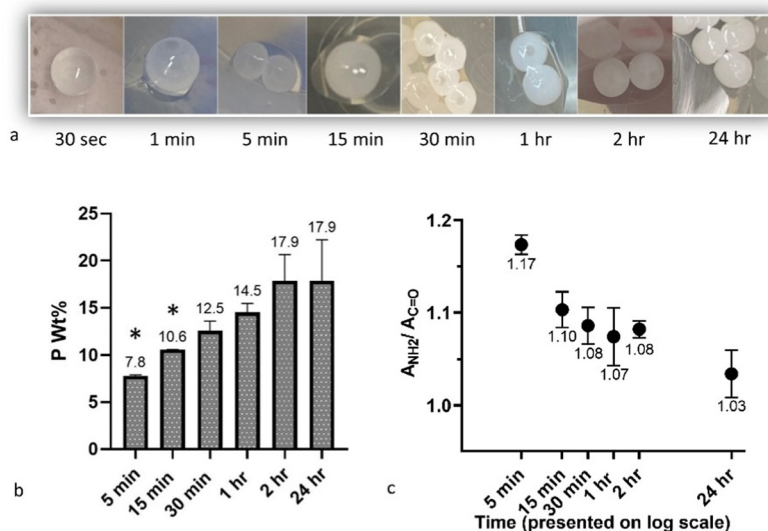 a 30 sec 1 min 5 min 15 min 30 min 1 hr 2 hr 24 hr
25
20
15
10
5
0
P Wt%
*
7.8
*
10.6
12.5
14.5
17.9
17.9
5 min 15 min 30 min 1 hr 2 hr 24 hr
b
1.2
1.10
1.0
A_NH2/ A_C=O
1.17
1.10
1.08
1.07
1.08
1.03
5 min 15 min 30 min 1 hr 2 hr 24 hr
c
Time (presented on log scale)